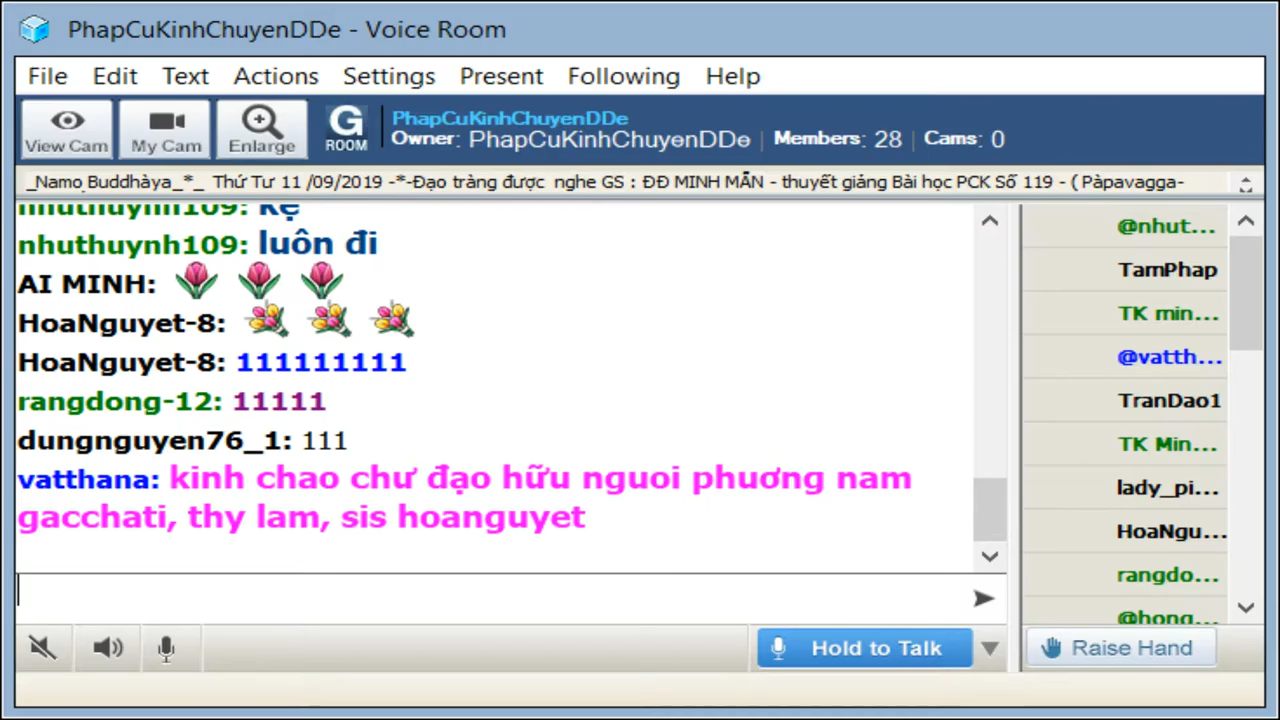 PhapCuKinhChuyenDDe - Voice Room
File Edit Text Actions Settings Present Following Help
View Cam My Cam Enlarge G ROOM PhapCuKinhChuyenDDe
Owner: PhapCuKinhChuyenDDe | Members: 28 | Cams: 0
_Namo Buddhàya_*_ Thứ Tư 11 /09/2019 -*-Đạo tràng được nghe GS : ĐĐ MINH MẪN - thuyết giảng Bài học PCK Số 119 - ( Pàpavagga-
nhuthuynh109: kệ
nhuthuynh109: luôn đi
AI MINH:
HoaNguyet-8:
HoaNguyet-8: 111111111
rangdong-12: 11111
dungnguyen76_1: 111
vatthana: kinh chao chư đạo hữu nguoi phuơng nam
gacchati, thy lam, sis hoanguyet
@nhut...
TamPhap
TK min...
@vatth...
TranDao1
TK Min...
lady_pi...
HoaNgu...
rangdo...
@hong...
Hold to Talk
Raise Hand